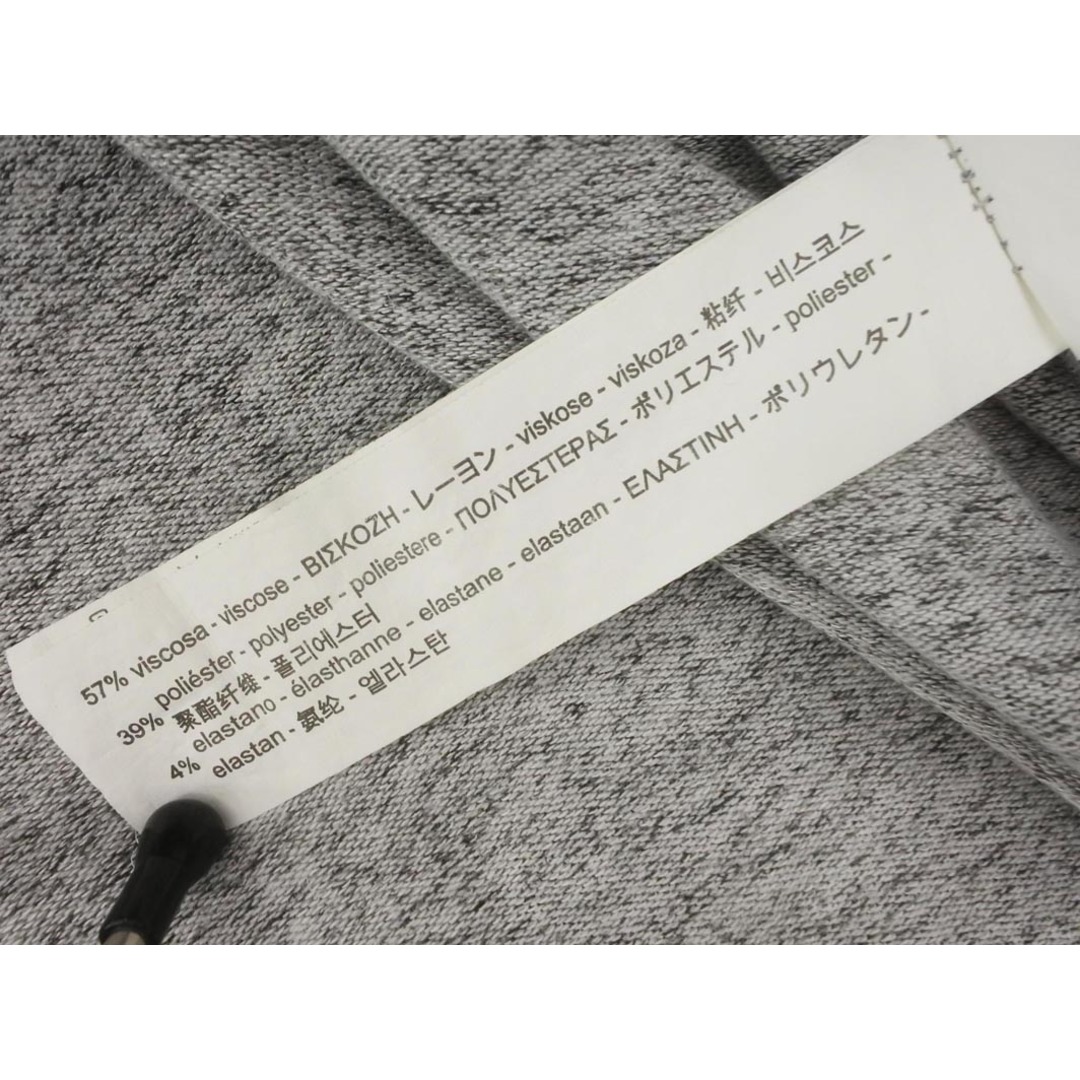 57% viscosa - viscose - ΒΙΣΚΟΖΗ - レーヨン - viskose - viskoza - 粘纤 - 비스코스
39% poliéster - polyester - poliestere - ΠΟΛΥΕΣΤΕΡΑΣ - ポリエステル - poliester -
聚酯纤维 - 폴리에스터
4% elastano - élasthanne - elastane - elastaan - ΕΛΑΣΤΙΝΗ - ポリウレタン -
elastan - 氨纶 - 엘라스탄